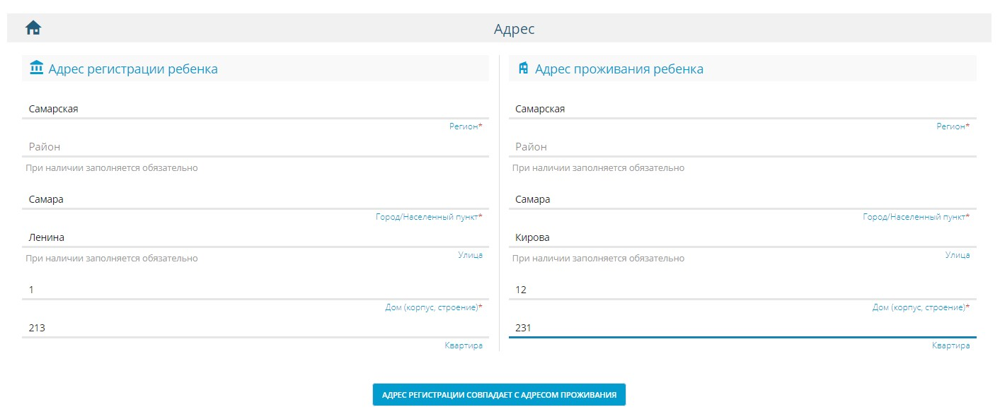 Адрес
Адрес регистрации ребенка
Самарская
Регион*
Район
При наличии заполняется обязательно
Самара
Город/Населенный пункт*
Ленина
Улица
При наличии заполняется обязательно
1
Дом (корпус, строение)*
213
Квартира
Адрес проживания ребенка
Самарская
Регион*
Район
При наличии заполняется обязательно
Самара
Город/Населенный пункт*
Кирова
Улица
При наличии заполняется обязательно
12
Дом (корпус, строение)*
231
Квартира
АДРЕС РЕГИСТРАЦИИ СОВПАДАЕТ С АДРЕСОМ ПРОЖИВАНИЯ